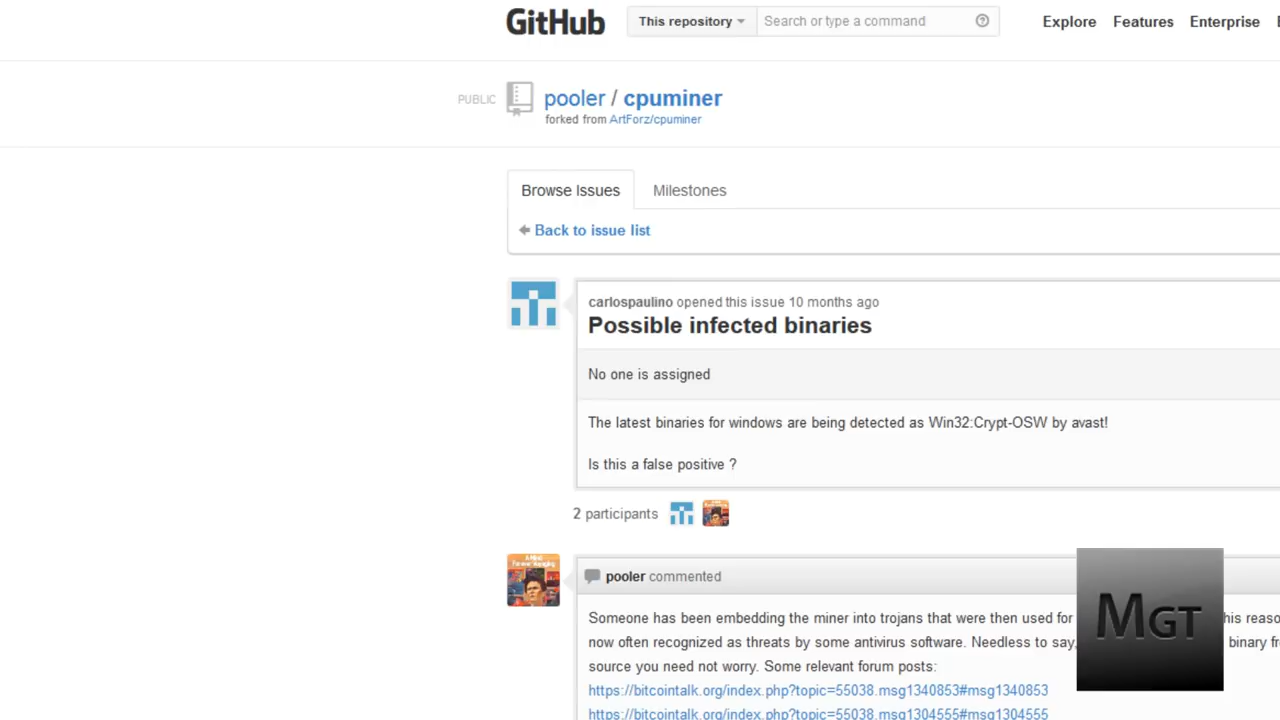 GitHub This repository Search or type a command Explore Features Enterprise
PUBLIC pooler / cpuminer
forked from ArtForz/cpuminer
Browse Issues Milestones
Back to issue list
carlospaulino opened this issue 10 months ago
Possible infected binaries
No one is assigned
The latest binaries for windows are being detected as Win32:Crypt-OSW by avast!
Is this a false positive ?
2 participants
pooler commented
Someone has been embedding the miner into trojans that were then used for
now often recognized as threats by some antivirus software. Needless to say, binary
source you need not worry. Some relevant forum posts:
https://bitcointalk.org/index.php?topic=55038.msg1340853#msg1340853
https://bitcointalk.org/index.php?topic=55038.msg1304555#msg1304555
MGT